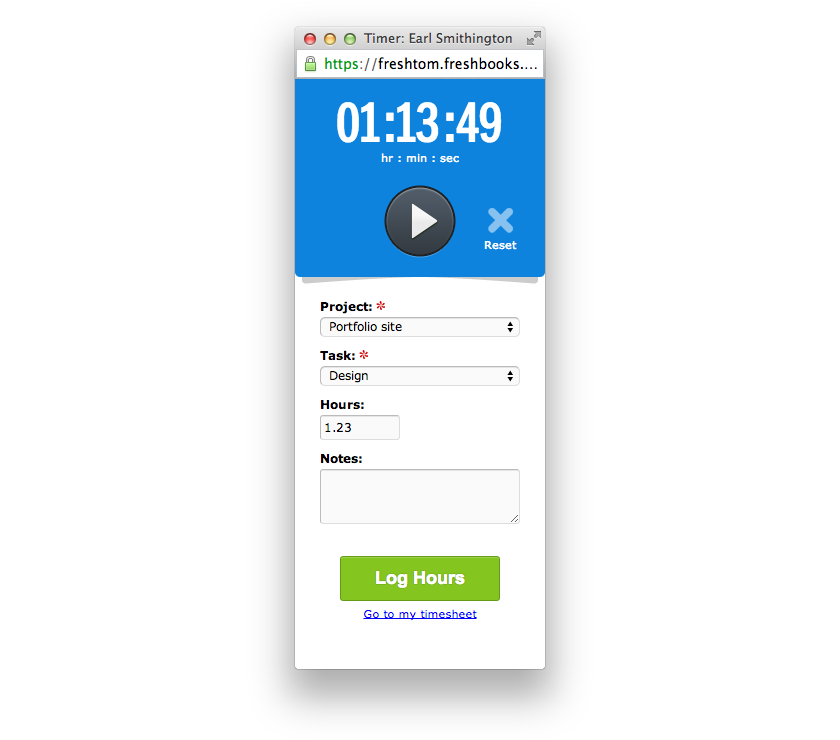 Timer: Earl Smithington
https://freshtom.freshbooks....
01:13:49
hr : min : sec
Reset
Project: *
Portfolio site
Task: *
Design
Hours:
1.23
Notes:
Log Hours
Go to my timesheet